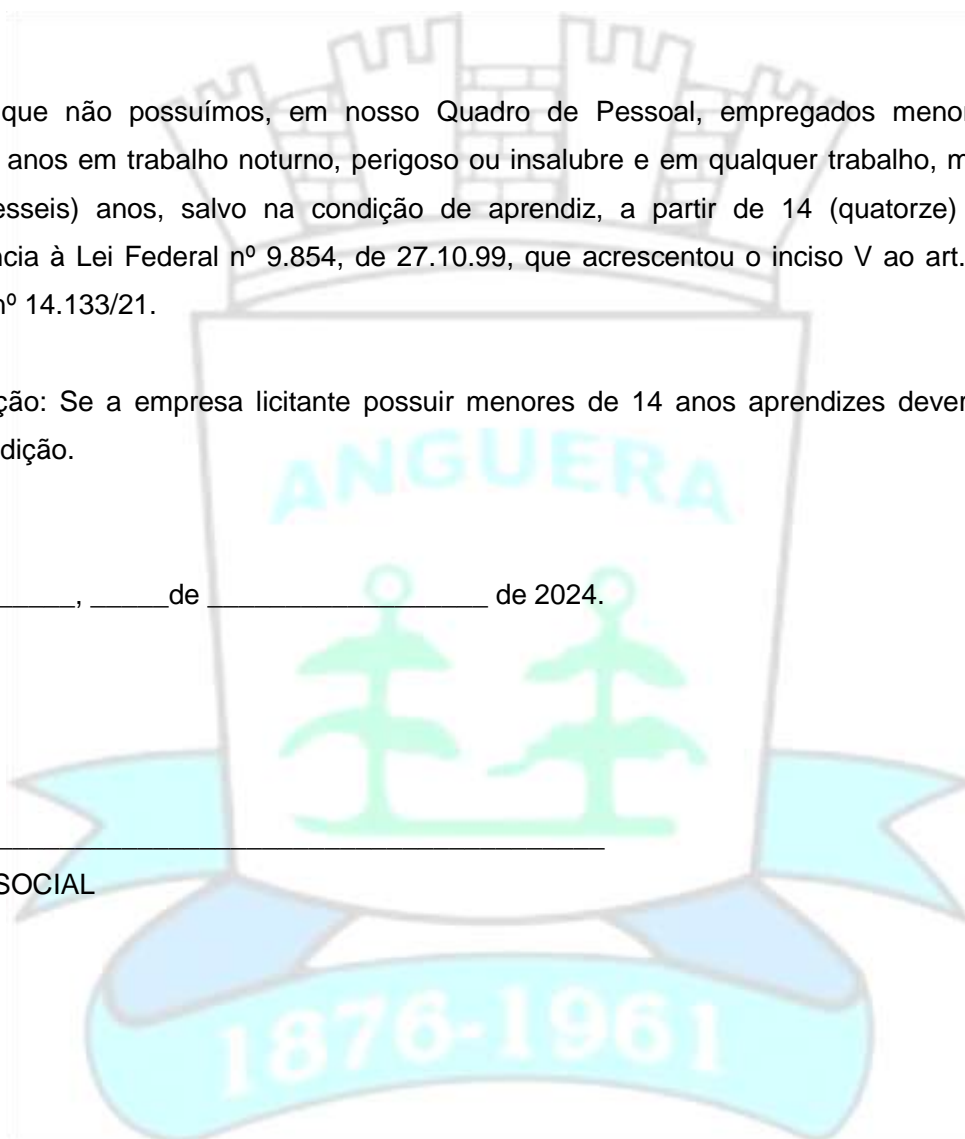 que não possuímos, em nosso Quadro de Pessoal, empregados menor
anos em trabalho noturno, perigoso ou insalubre e em qualquer trabalho, m
esseis) anos, salvo na condição de aprendiz, a partir de 14 (quatorze)
ncia à Lei Federal nº 9.854, de 27.10.99, que acrescentou o inciso V ao art.
nº 14.133/21.
ção: Se a empresa licitante possuir menores de 14 anos aprendizes dever
dição.
ANGUERA
_____, _____de __________________ de 2024.
_______________________________________
SOCIAL
1876-1961